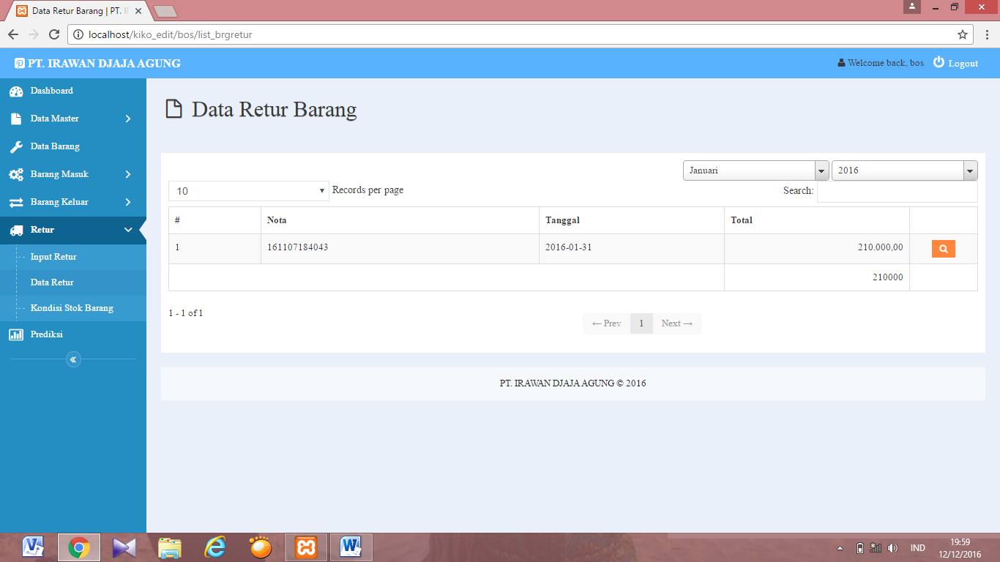 Data Retur Barang | PT. I
localhost/kiko_edit/bos/list_brgretur
PT. IRAWAN DJAJA AGUNG
Welcome back, bos
Logout
Dashboard
Data Master
Data Barang
Barang Masuk
Barang Keluar
Retur
Input Retur
Data Retur
Kondisi Stok Barang
Prediksi
Data Retur Barang
Januari
2016
10
Records per page
Search:
# Nota Tanggal Total
1 161107184043 2016-01-31 210.000,00
210000
1 - 1 of 1
← Prev 1 Next →
PT. IRAWAN DJAJA AGUNG © 2016
IND
19:59
12/12/2016